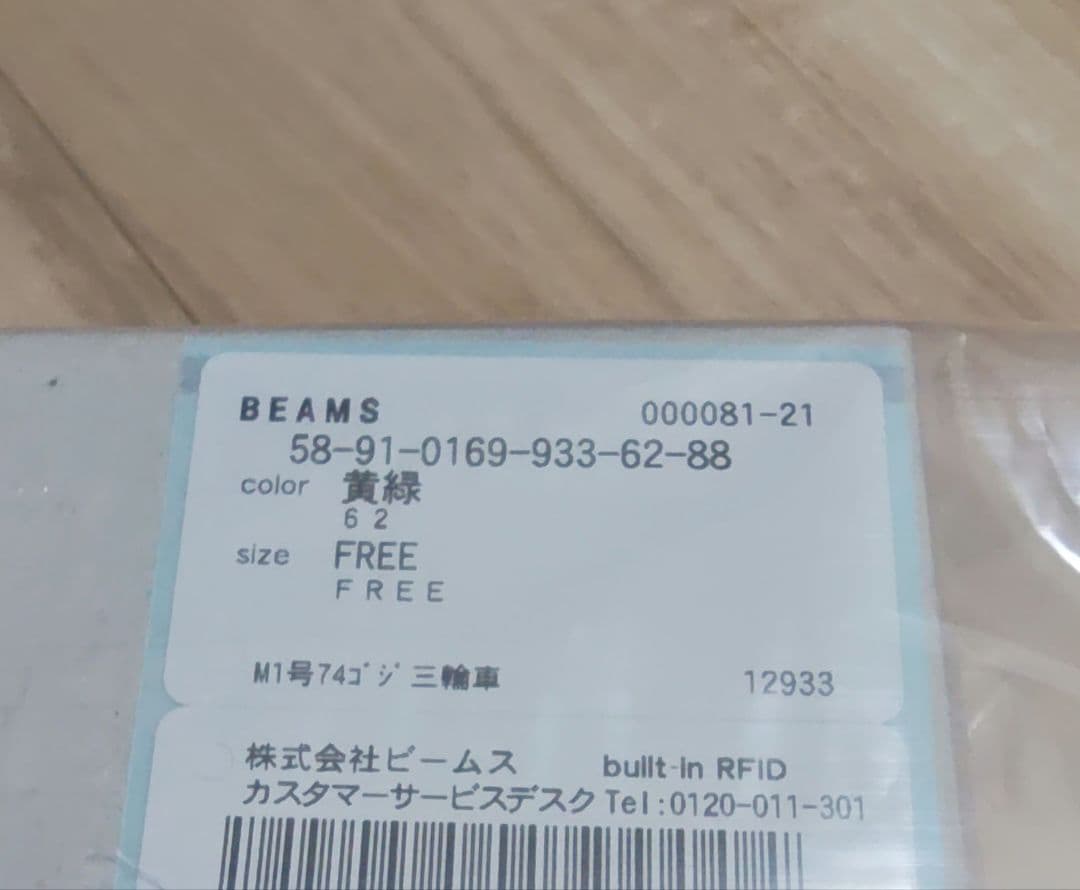 BEAMS 000081-21
58-91-0169-933-62-88
color 黄緑
62
size FREE
FREE
M1号74ｺﾞｼﾞ三輪車 12933
株式会社ビームス built-in RFID
カスタマーサービスデスク Tel:0120-011-301